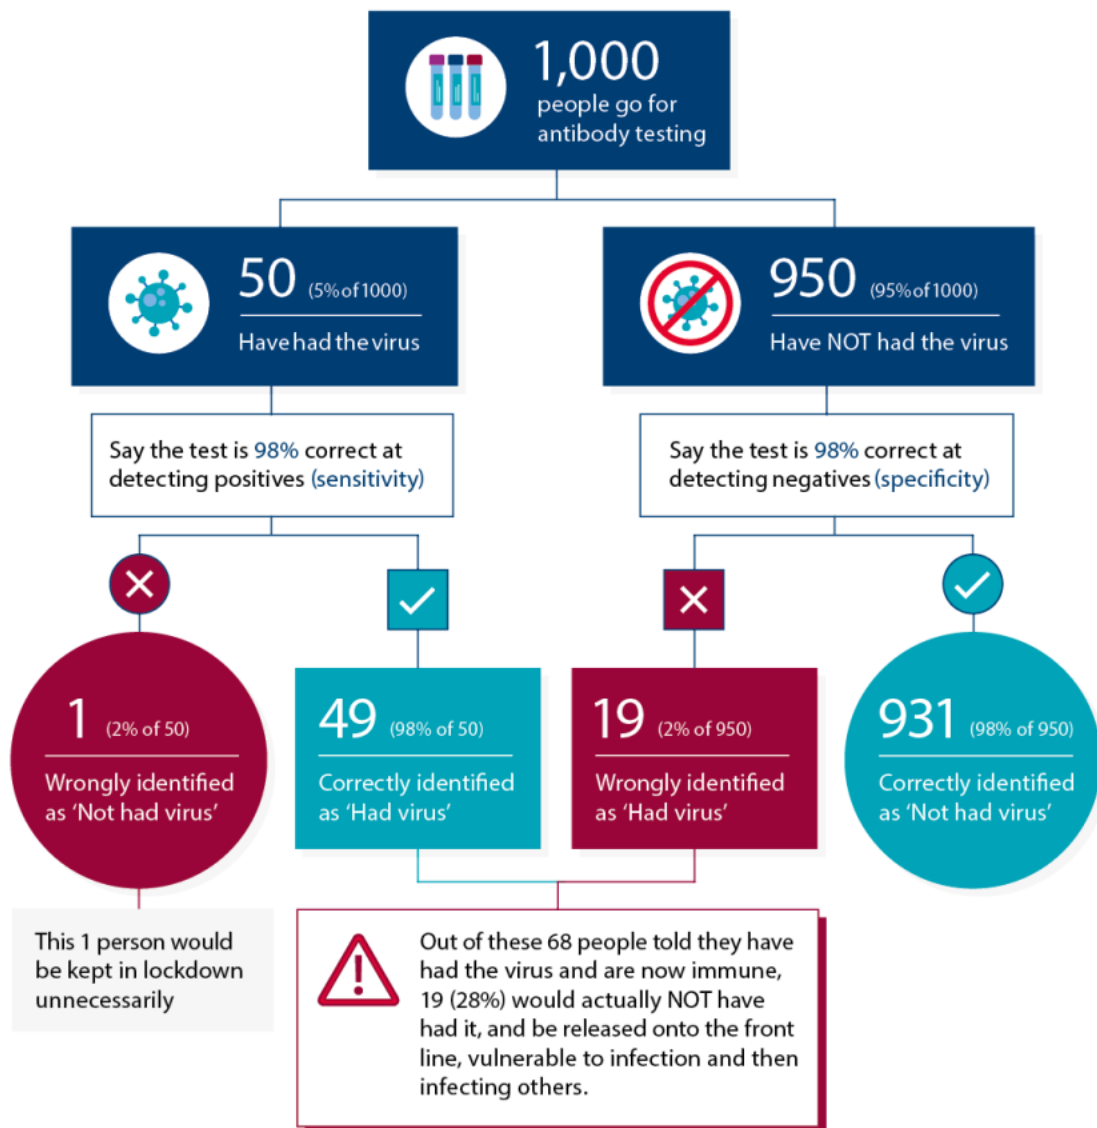 1,000
people go for
antibody testing
50 (5% of 1000)
Have had the virus
950 (95% of 1000)
Have NOT had the virus
Say the test is 98% correct at
detecting positives (sensitivity)
Say the test is 98% correct at
detecting negatives (specificity)
1 (2% of 50)
Wrongly identified
as ‘Not had virus’
49 (98% of 50)
Correctly identified
as ‘Had virus’
19 (2% of 950)
Wrongly identified
as ‘Had virus’
931 (98% of 950)
Correctly identified
as ‘Not had virus’
This 1 person would
be kept in lockdown
unnecessarily
Out of these 68 people told they have
had the virus and are now immune,
19 (28%) would actually NOT have
had it, and be released onto the front
line, vulnerable to infection and then
infecting others.